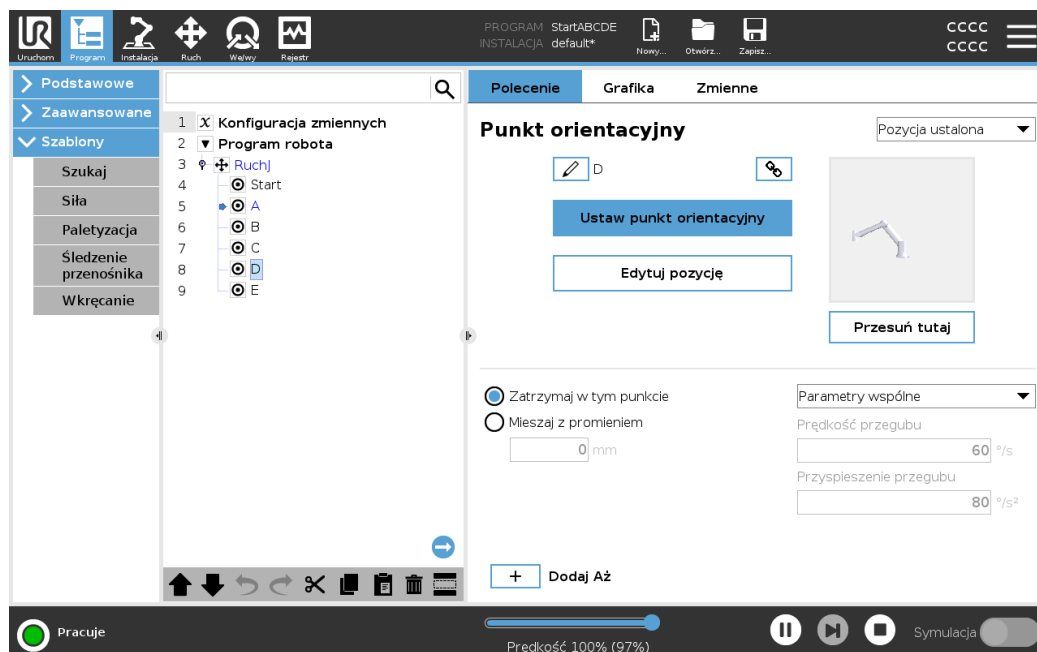 UR
PROGRAM StartABCDE
INSTALACJA default*
CCCC
CCCC
Uruchom Program Instalacja Ruch We/wy Rejestr Nowy... Otwórz... Zapisz...
Podstawowe
Zaawansowane
Szablony
Szukaj
Siła
Paletyzacja
Śledzenie
przenośnika
Wkręcanie
1 x Konfiguracja zmiennych
2 Program robota
3 RuchJ
4 Start
5 A
6 B
7 C
8 D
9 E
Polecenie Grafika Zmienne
Punkt orientacyjny
Pozycja ustalona
D
Ustaw punkt orientacyjny
Edytuj pozycję
Przesuń tutaj
Zatrzymaj w tym punkcie
Mieszaj z promieniem
0 mm
Parametry wspólne
Prędkość przegubu
60 °/s
Przyspieszenie przegubu
80 °/s²
+ Dodaj Aż
Pracuje
Prędkość 100% (97%)
Symulacja